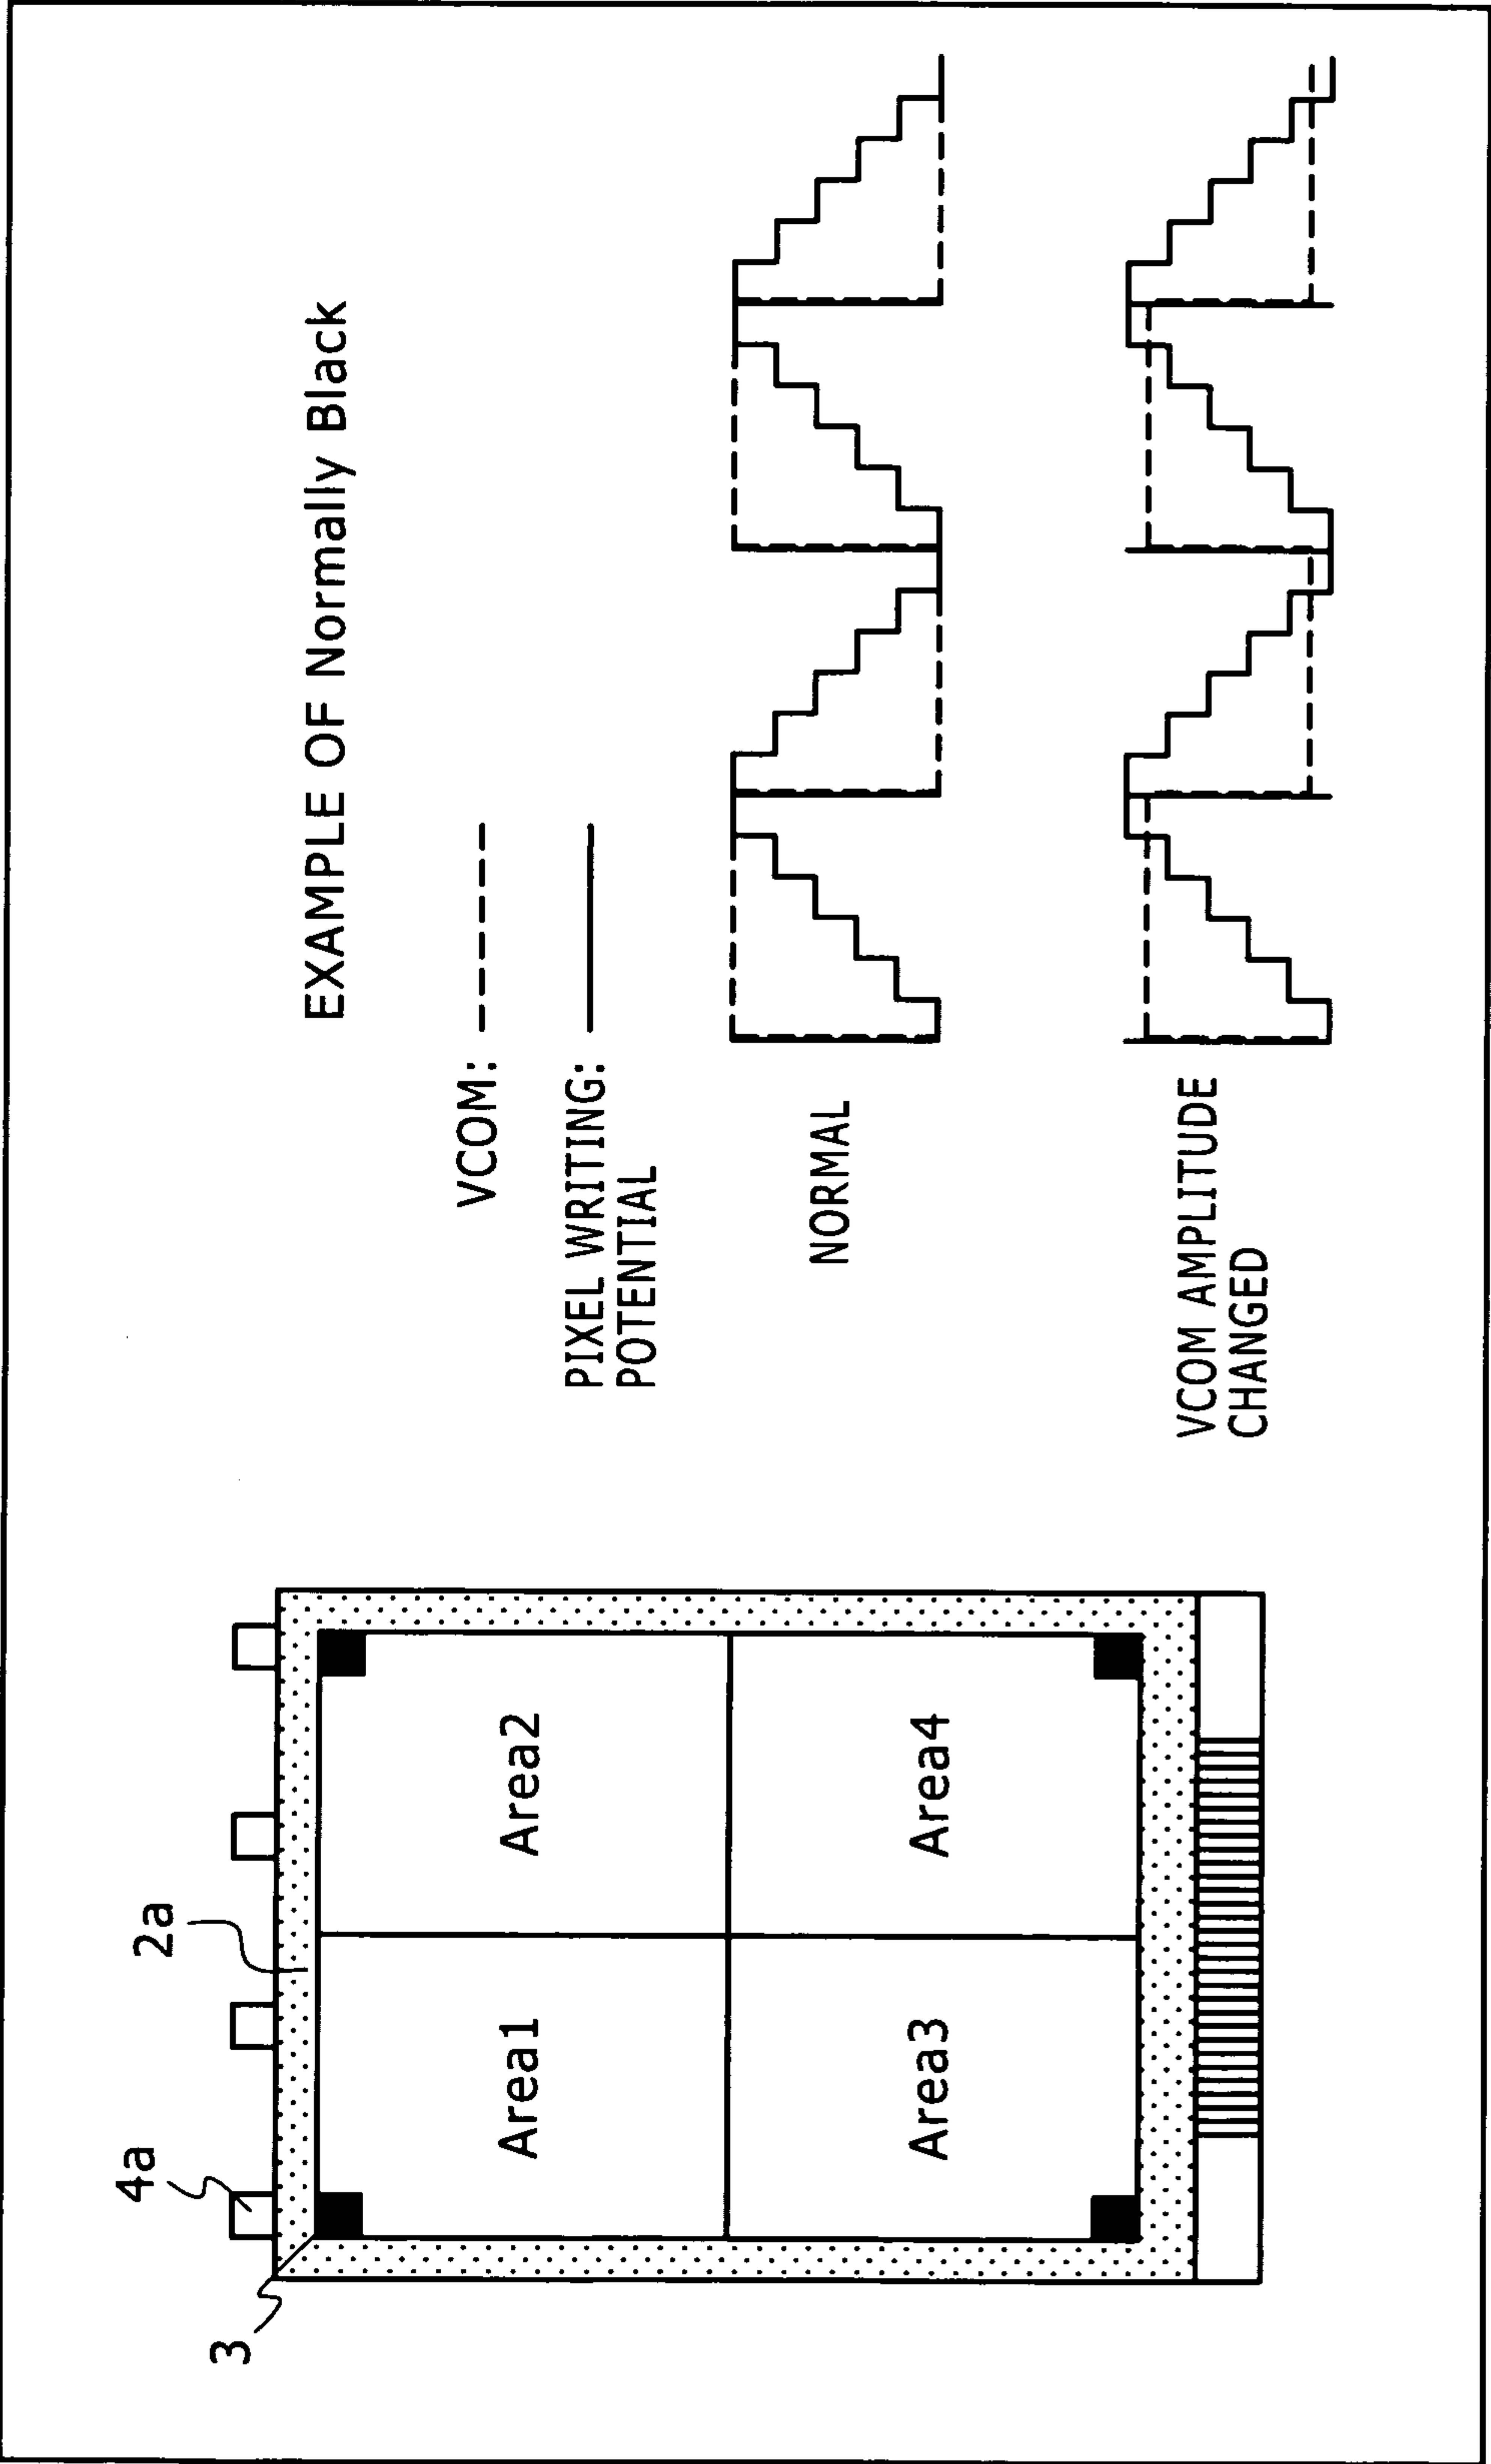 EXAMPLE OF Normally Black
VCOM:
PIXEL WRITING:
POTENTIAL
NORMAL
VCOM AMPLITUDE
CHANGED
3
4a
2a
Area1
Area2
Area3
Area4